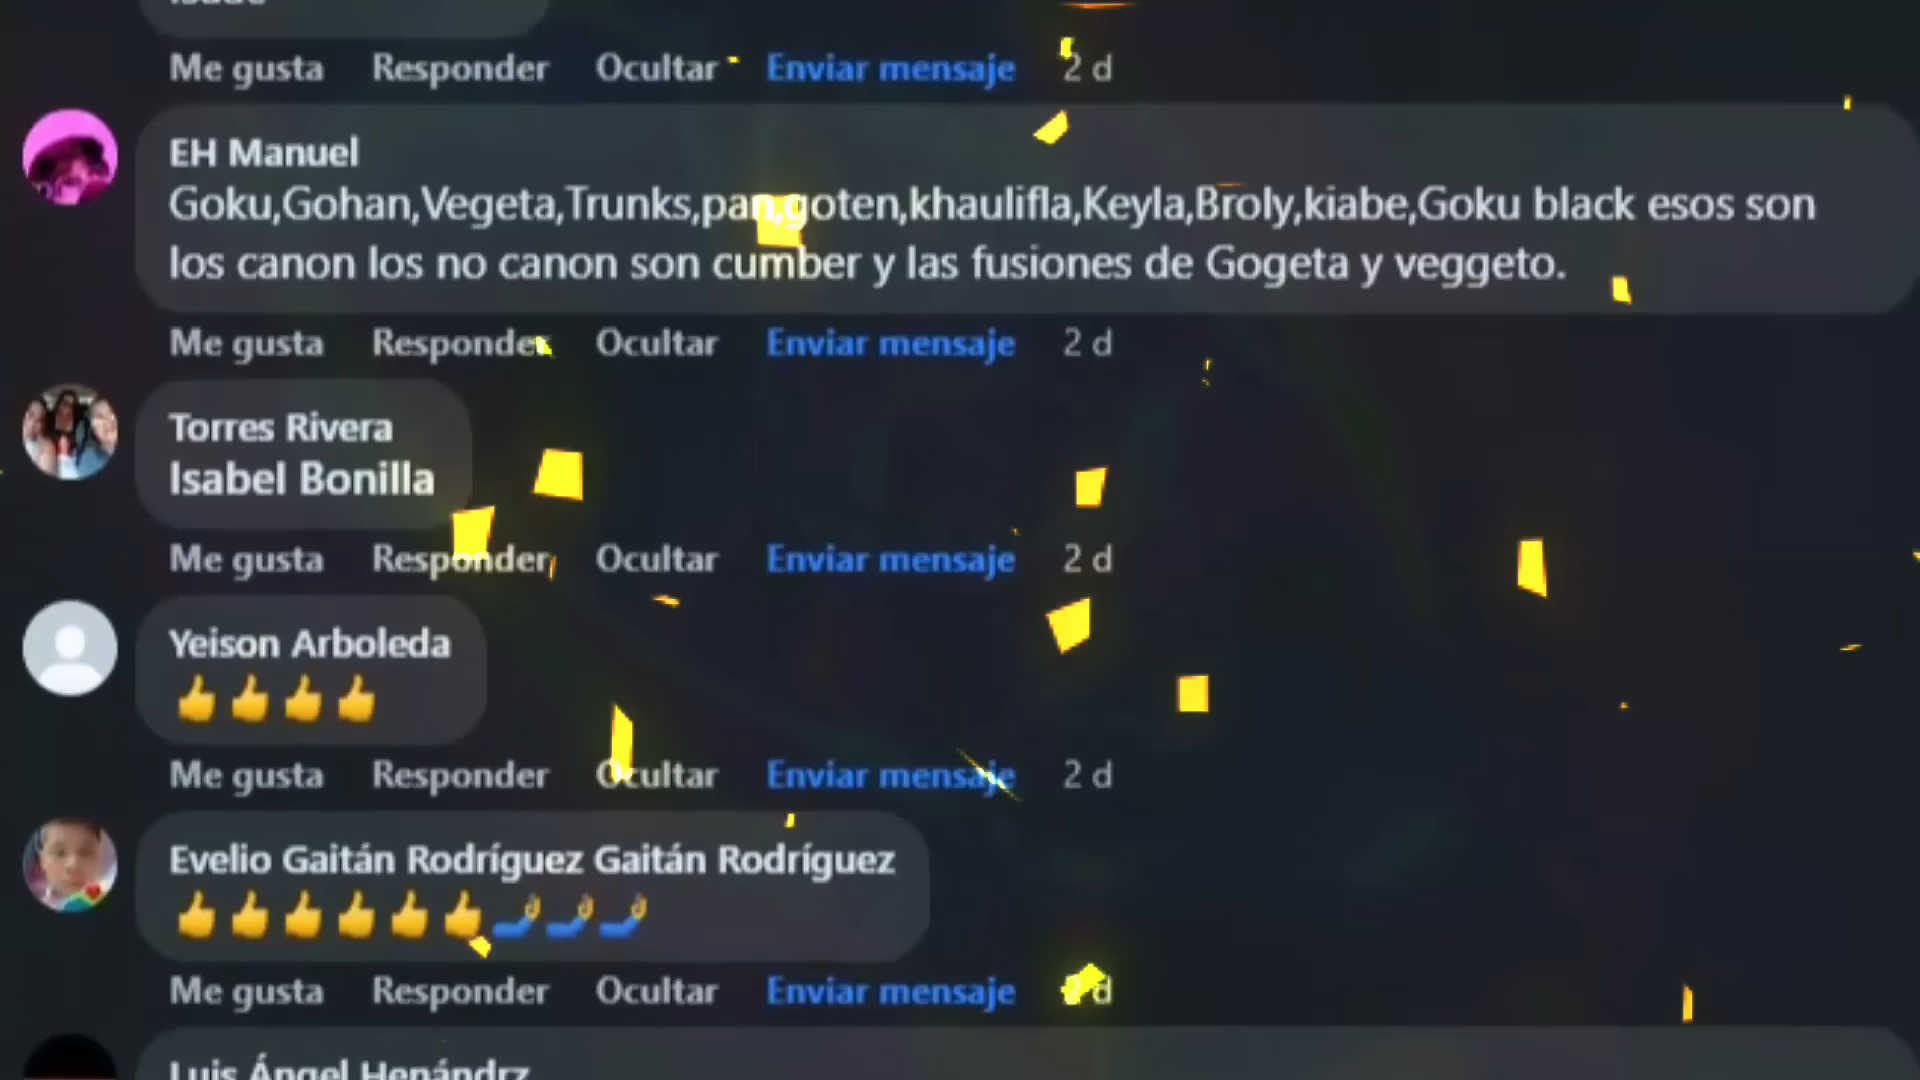 Me gusta Responder Ocultar Enviar mensaje 2 d
EH Manuel
Goku,Gohan,Vegeta,Trunks,pan,goten,khaulifla,Keyla,Broly,kiabe,Goku black esos son
los canon los no canon son cumber y las fusiones de Gogeta y veggeto.
Me gusta Responder Ocultar Enviar mensaje 2 d
Torres Rivera
Isabel Bonilla
Me gusta Responder Ocultar Enviar mensaje 2 d
Yeison Arboleda
👍👍👍👍
Me gusta Responder Ocultar Enviar mensaje 2 d
Evelio Gaitán Rodríguez Gaitán Rodríguez
👍👍👍👍👍👍🤳🤳🤳
Me gusta Responder Ocultar Enviar mensaje 2 d
Luis Ángel Henándrz